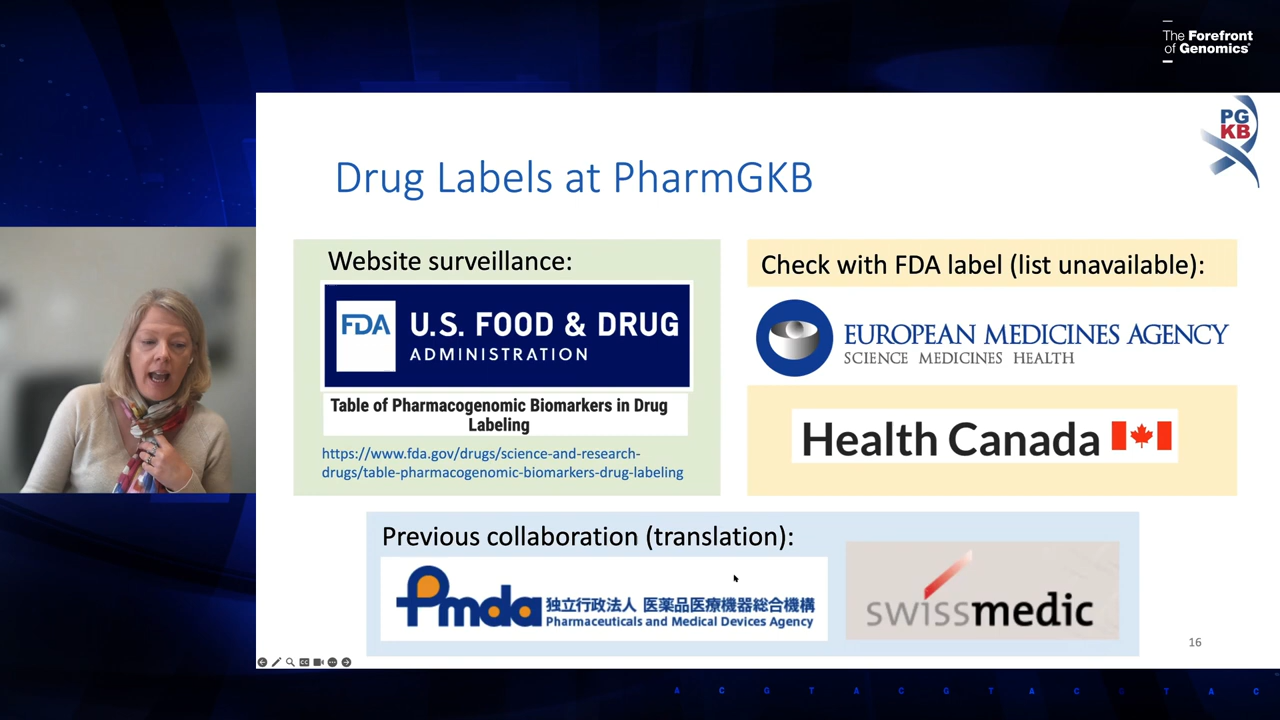 The Forefront
of Genomics®
PG
KB
Drug Labels at PharmGKB
Website surveillance:
FDA
U.S. FOOD & DRUG
ADMINISTRATION
Table of Pharmacogenomic Biomarkers in Drug
Labeling
https://www.fda.gov/drugs/science-and-research-
drugs/table-pharmacogenomic-biomarkers-drug-labeling
Check with FDA label (list unavailable):
EUROPEAN MEDICINES AGENCY
SCIENCE MEDICINES HEALTH
Health Canada
Previous collaboration (translation):
Pmda
独立行政法人 医薬品医療機器総合機構
Pharmaceuticals and Medical Devices Agency
swissmedic
16
A C G T A C G T A C G T A C